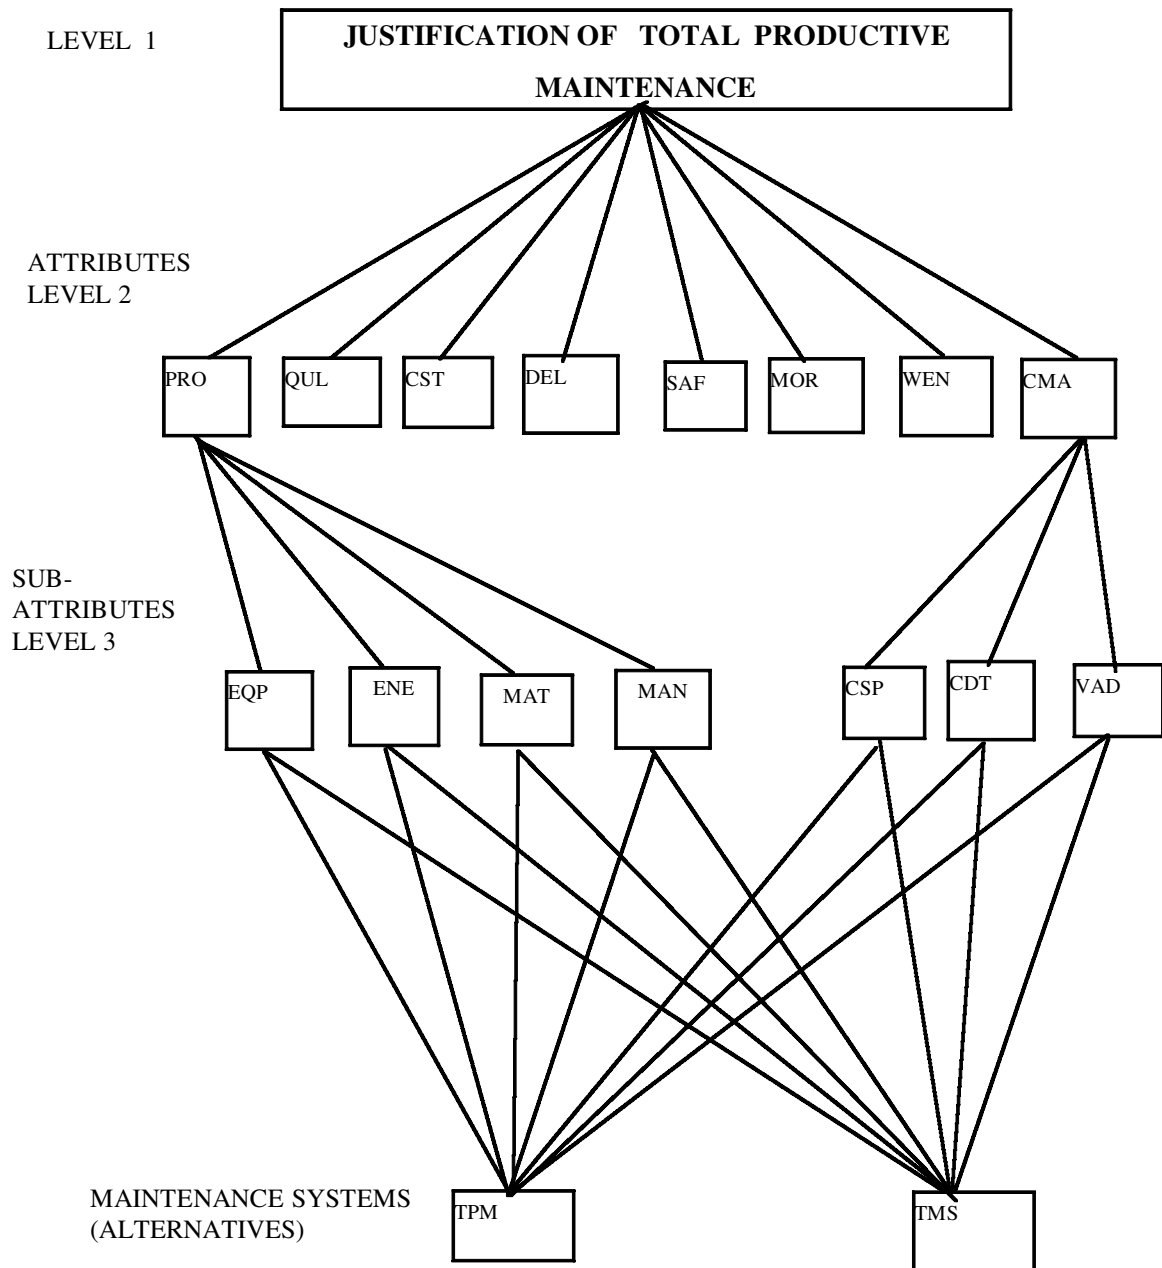 LEVEL 1
JUSTIFICATION OF TOTAL PRODUCTIVE
MAINTENANCE
ATTRIBUTES
LEVEL 2
PRO QUL CST DEL SAF MOR WEN CMA
SUB-
ATTRIBUTES
LEVEL 3
EQP ENE MAT MAN CSP CDT VAD
MAINTENANCE SYSTEMS
(ALTERNATIVES)
TPM TMS